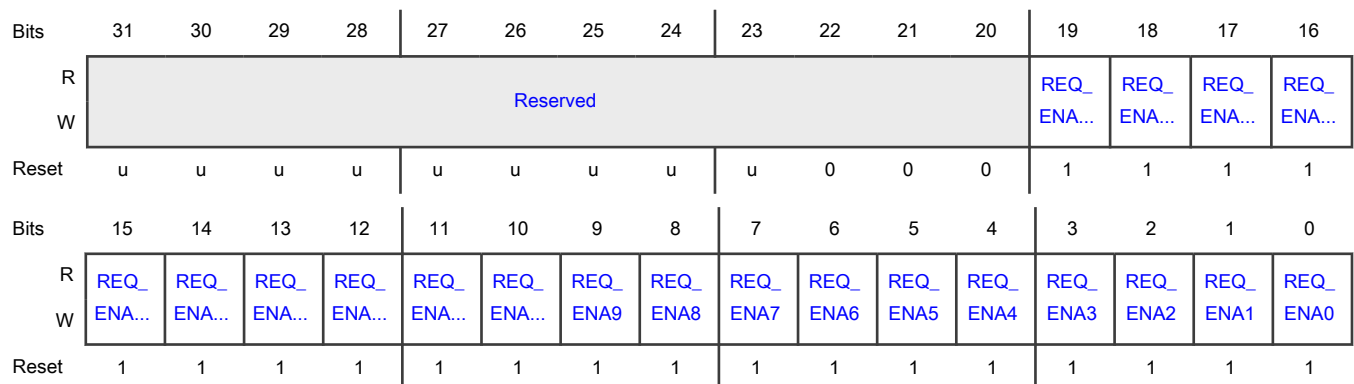 Bits 31 30 29 28 27 26 25 24 23 22 21 20 19 18 17 16
R Reserved REQ_ REQ_ REQ_ REQ_
W ENA... ENA... ENA... ENA...
Reset u u u u u u u u u 0 0 0 1 1 1 1
Bits 15 14 13 12 11 10 9 8 7 6 5 4 3 2 1 0
R REQ_ REQ_ REQ_ REQ_ REQ_ REQ_ REQ_ REQ_ REQ_ REQ_ REQ_ REQ_ REQ_ REQ_ REQ_ REQ_
W ENA... ENA... ENA... ENA... ENA... ENA... ENA9 ENA8 ENA7 ENA6 ENA5 ENA4 ENA3 ENA2 ENA1 ENA0
Reset 1 1 1 1 1 1 1 1 1 1 1 1 1 1 1 1